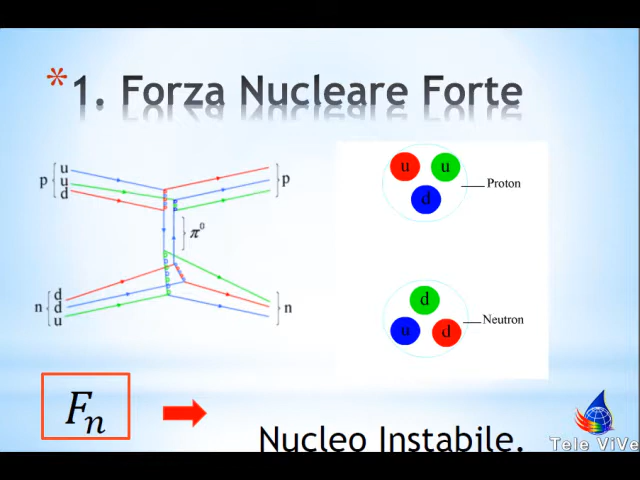 *1. Forza Nucleare Forte
u
p u p
d
π⁰
d
n d n
u
u u
d
Proton
d
u d
Neutron
Fn
Nucleo Instabile.
Tele ViVe